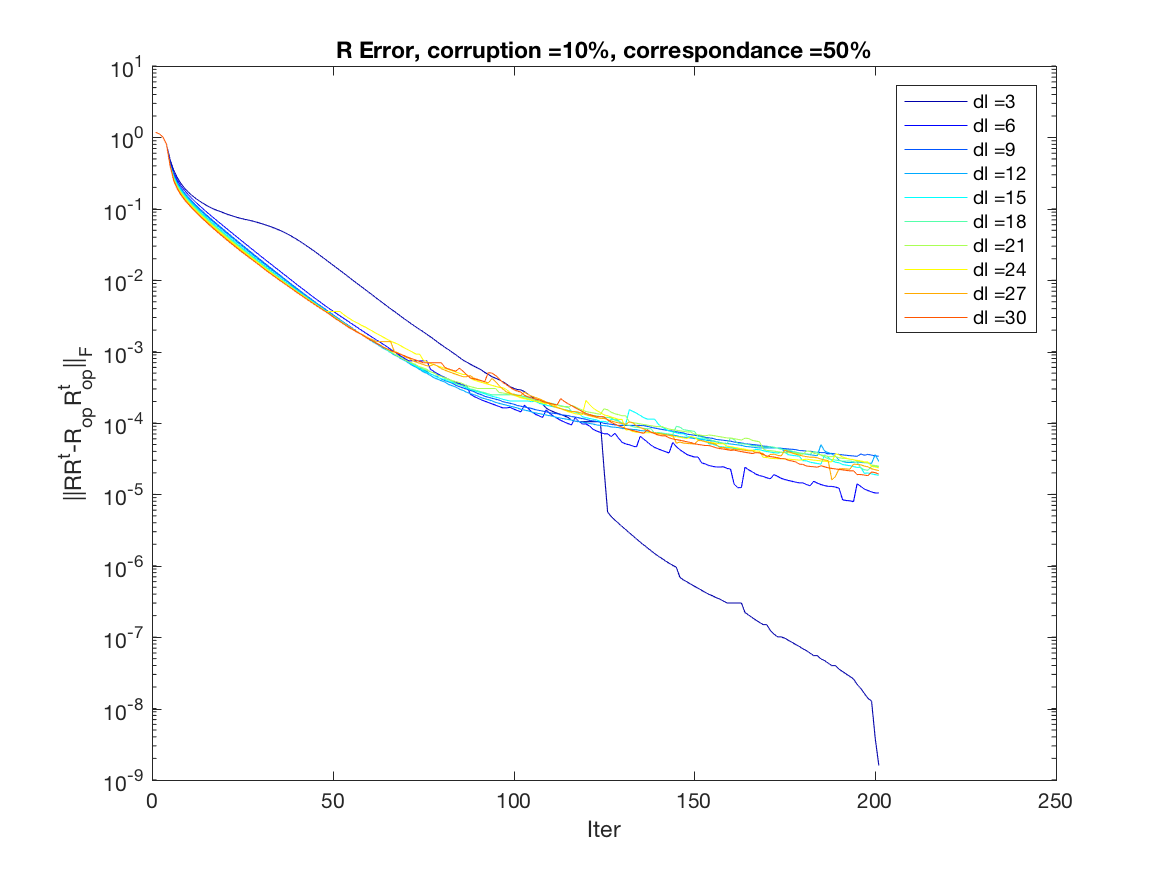 R Error, corruption =10%, correspondance =50%
10^1
10^0
10^-1
10^-2
10^-3
10^-4
10^-5
10^-6
10^-7
10^-8
10^-9
||RR^t-R_op R_op^t||_F
0 50 100 150 200 250
Iter
dl =3
dl =6
dl =9
dl =12
dl =15
dl =18
dl =21
dl =24
dl =27
dl =30